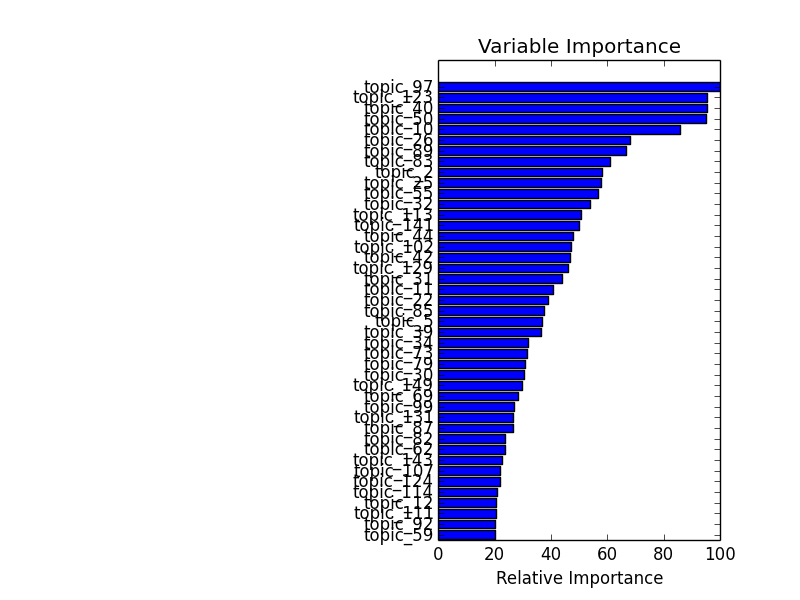 Variable Importance
topic_97
topic_123
topic_40
topic_50
topic_10
topic_26
topic_89
topic_83
topic_2
topic_25
topic_55
topic_32
topic_113
topic_141
topic_44
topic_102
topic_42
topic_129
topic_31
topic_11
topic_22
topic_85
topic_5
topic_39
topic_34
topic_73
topic_79
topic_30
topic_149
topic_69
topic_99
topic_131
topic_87
topic_82
topic_62
topic_143
topic_107
topic_124
topic_114
topic_12
topic_111
topic_92
topic_59
0 20 40 60 80 100
Relative Importance